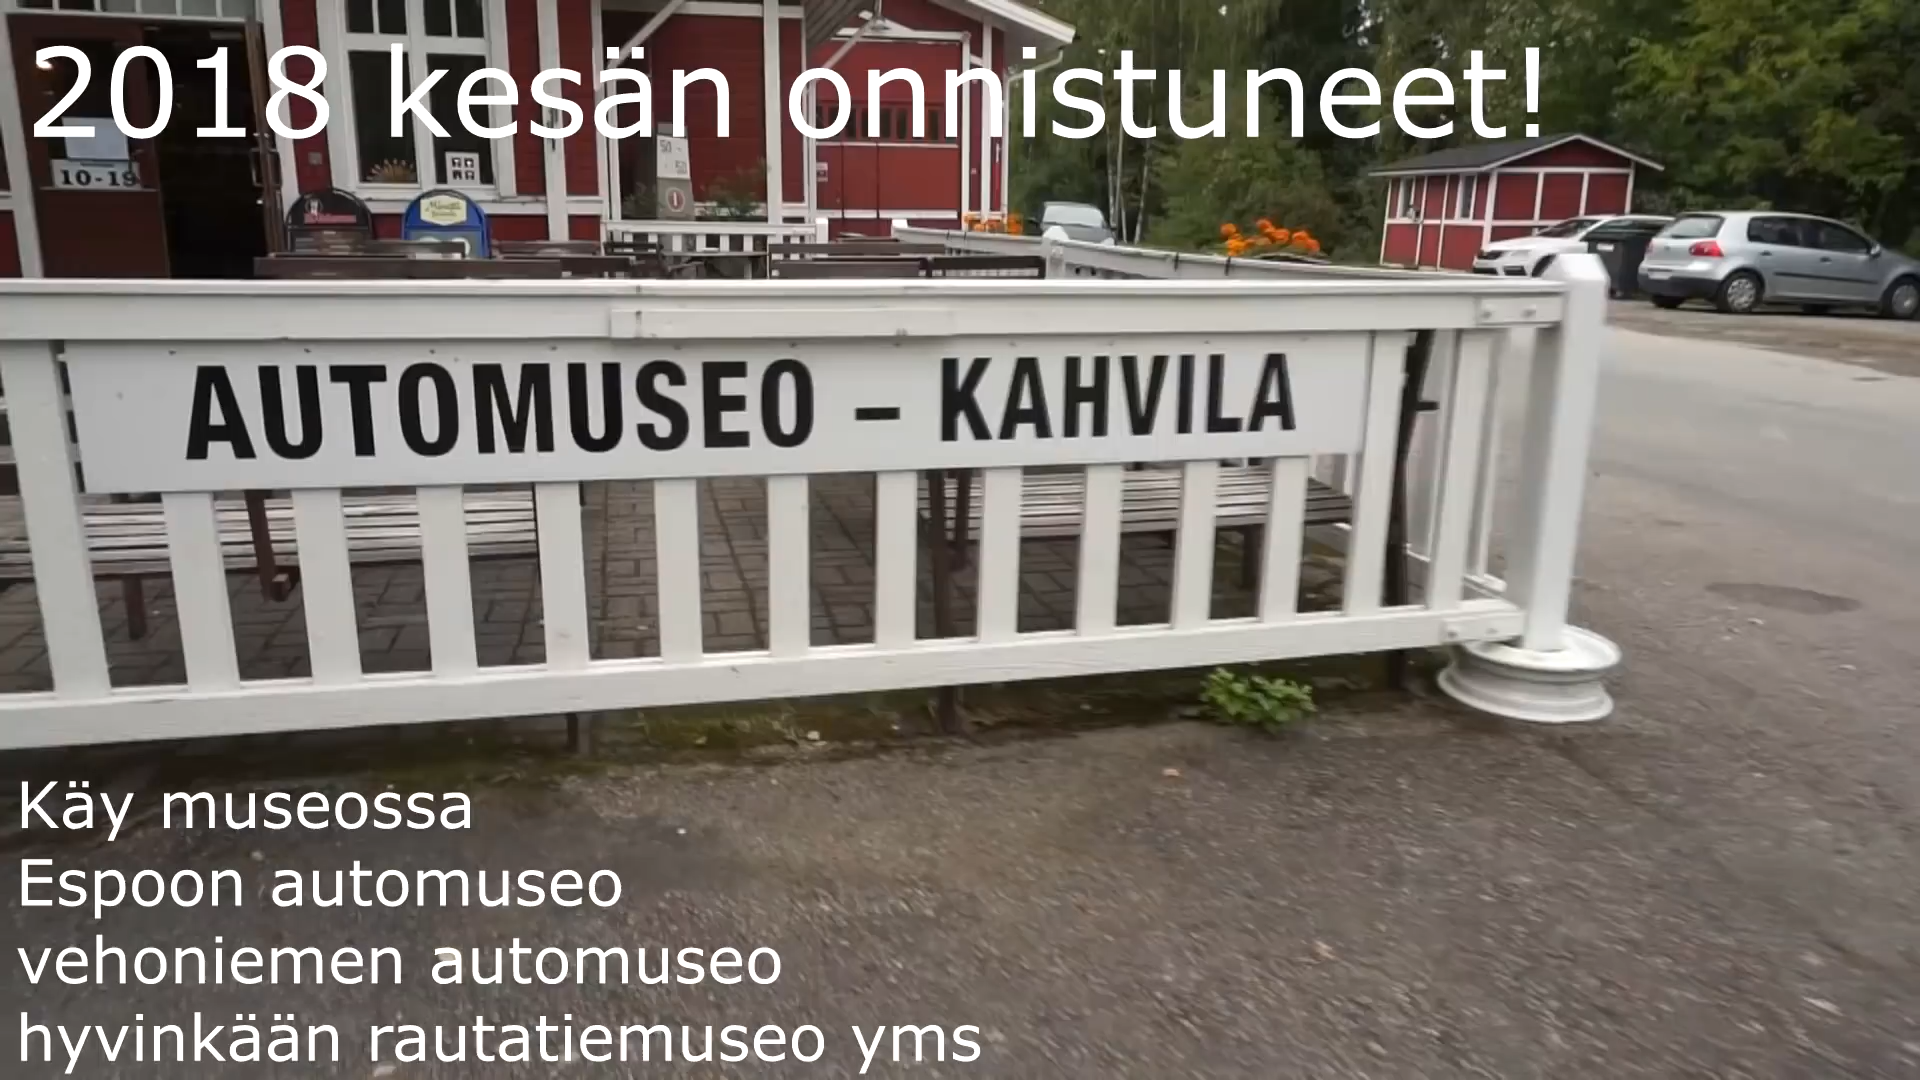 2018 kesän onnistuneet!
10-19
AUTOMUSEO - KAHVILA
Käy museossa
Espoon automuseo
vehoniemen automuseo
hyvinkään rautatiemuseo yms